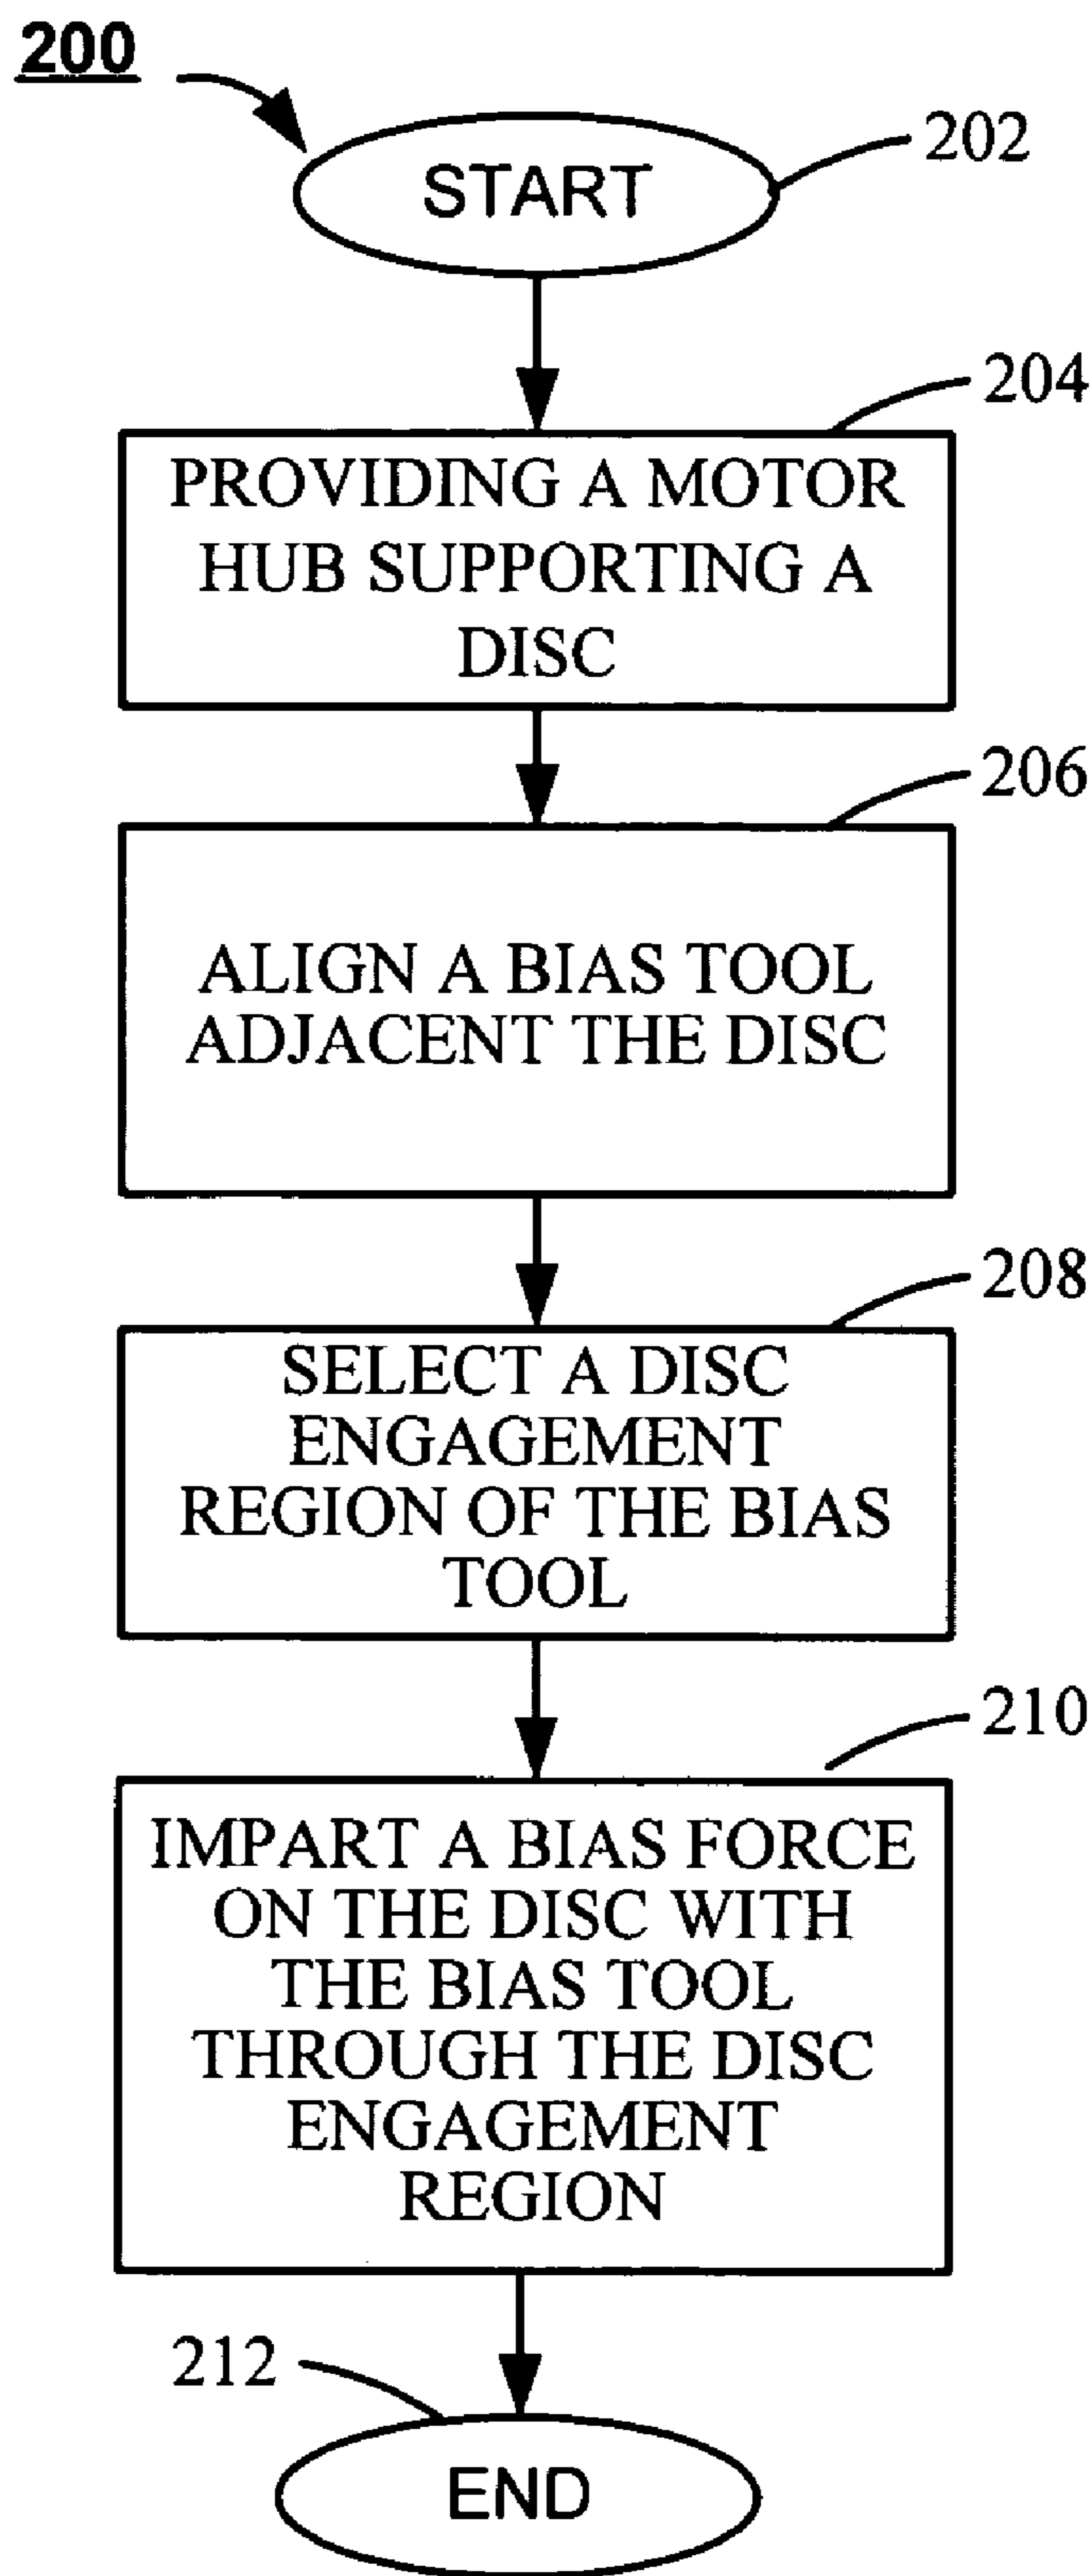 200
202
START
204
PROVIDING A MOTOR
HUB SUPPORTING A
DISC
206
ALIGN A BIAS TOOL
ADJACENT THE DISC
208
SELECT A DISC
ENGAGEMENT
REGION OF THE BIAS
TOOL
210
IMPART A BIAS FORCE
ON THE DISC WITH
THE BIAS TOOL
THROUGH THE DISC
ENGAGEMENT
REGION
212
END